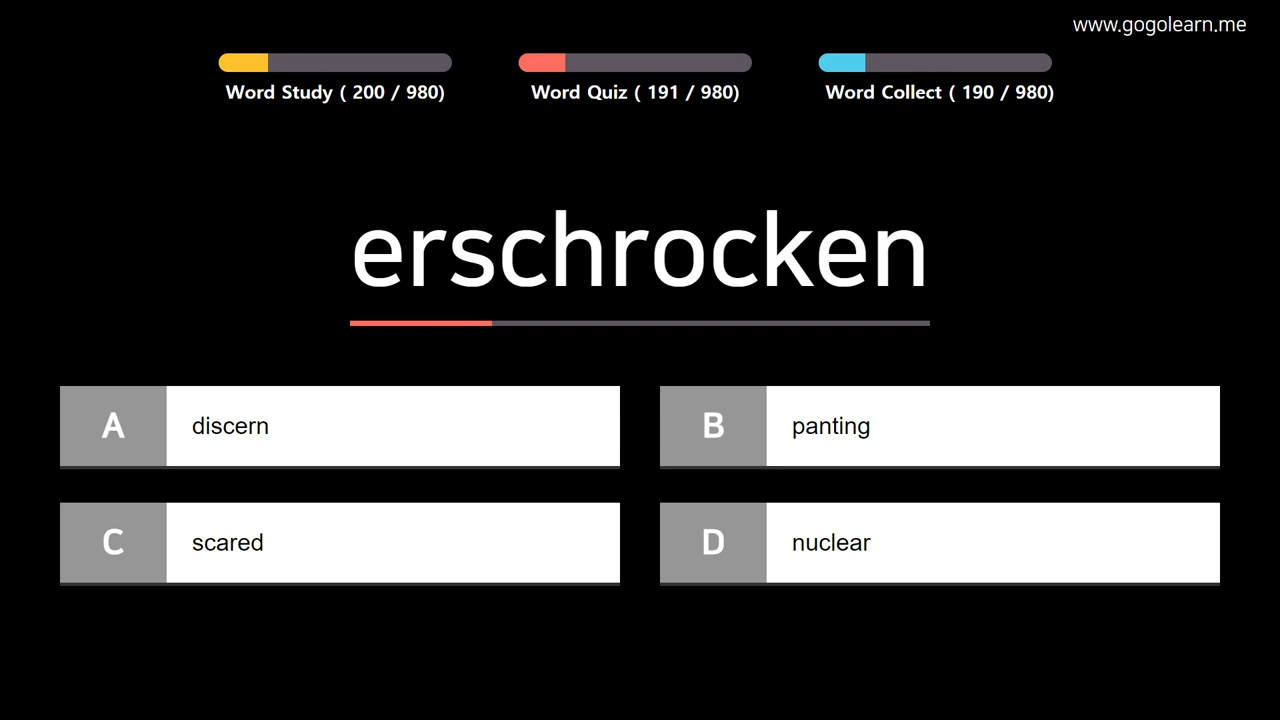 www.gogolearn.me
Word Study ( 200 / 980)
Word Quiz ( 191 / 980)
Word Collect ( 190 / 980)
erschrocken
A discern
B panting
C scared
D nuclear